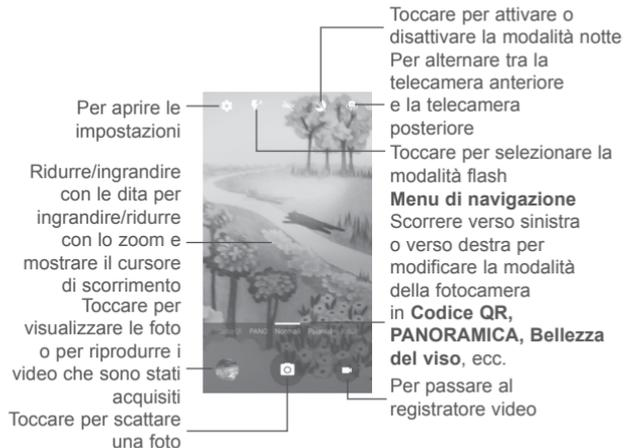 Toccare per attivare o
disattivare la modalità notte
Per alternare tra la
telecamera anteriore
e la telecamera
posteriore
Per aprire le
impostazioni
Toccare per selezionare la
modalità flash
Ridurre/ingrandire
con le dita per
ingrandire/ridurre
con lo zoom e
mostrare il cursore
di scorrimento
Menu di navigazione
Scorrere verso sinistra
o verso destra per
modificare la modalità
della fotocamera
in Codice QR,
PANORAMICA, Bellezza
del viso, ecc.
PANO Normali
Toccare per
visualizzare le foto
o per riprodurre i
video che sono stati
acquisiti
Per passare al
registratore video
Toccare per scattare
una foto